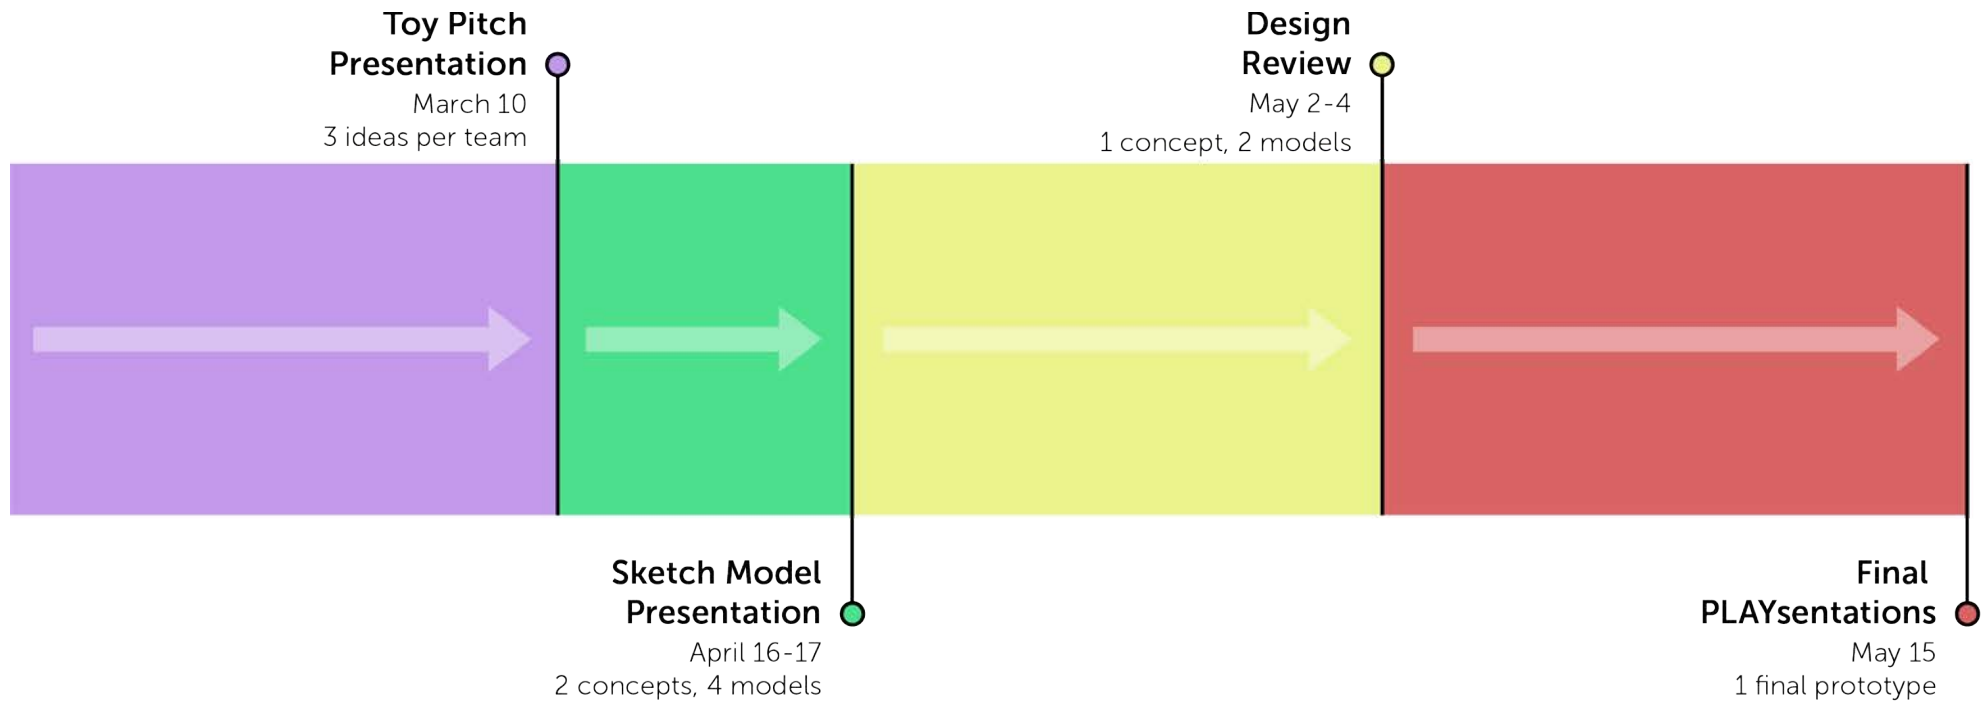 Toy Pitch
Presentation
March 10
3 ideas per team
Design
Review
May 2-4
1 concept, 2 models
Sketch Model
Presentation
April 16-17
2 concepts, 4 models
Final
PLAYsentations
May 15
1 final prototype